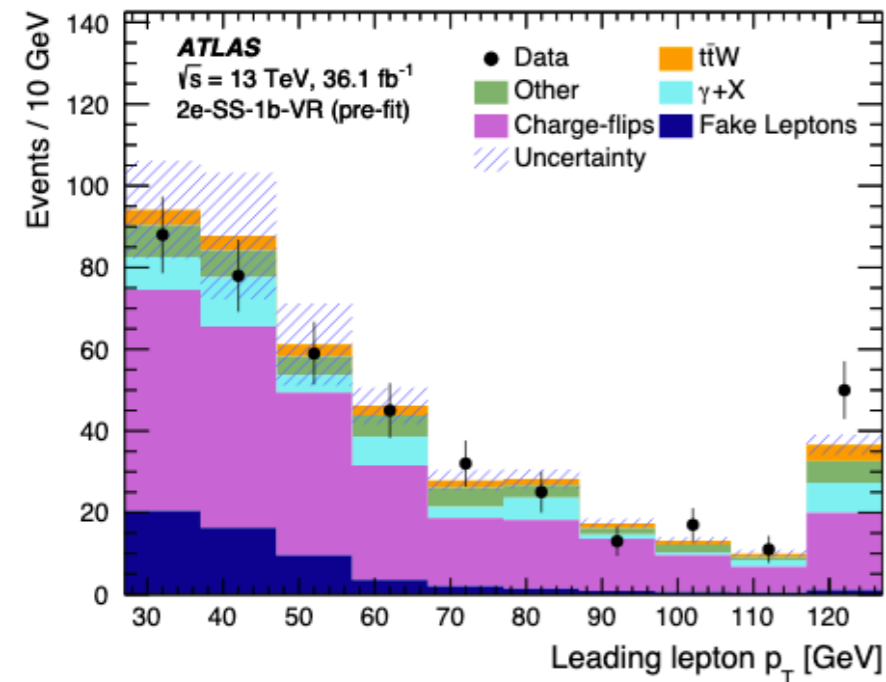 Events / 10 GeV
140
120
100
80
60
40
20
0
ATLAS
√s = 13 TeV, 36.1 fb⁻¹
2e-SS-1b-VR (pre-fit)
Data
tt̄W
Other
γ+X
Charge-flips
Fake Leptons
Uncertainty
30 40 50 60 70 80 90 100 110 120
Leading lepton p_T [GeV]